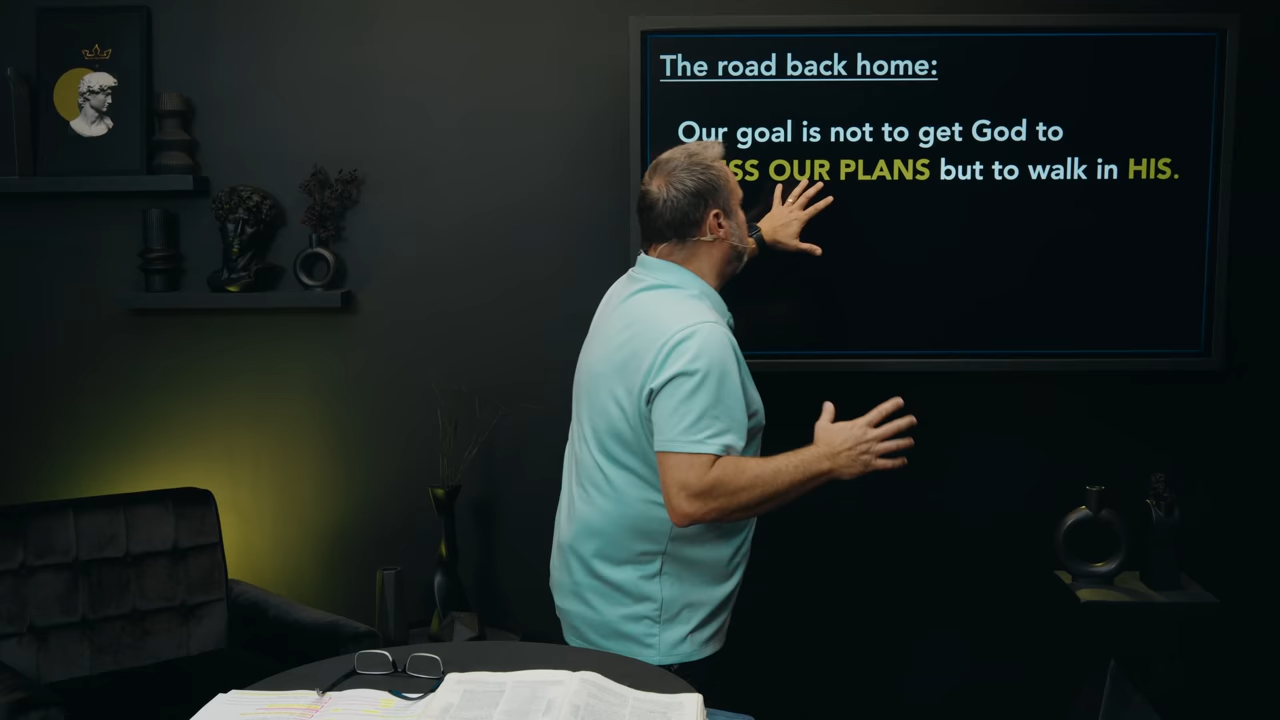 The road back home:
Our goal is not to get God to
SS OUR PLANS but to walk in HIS.